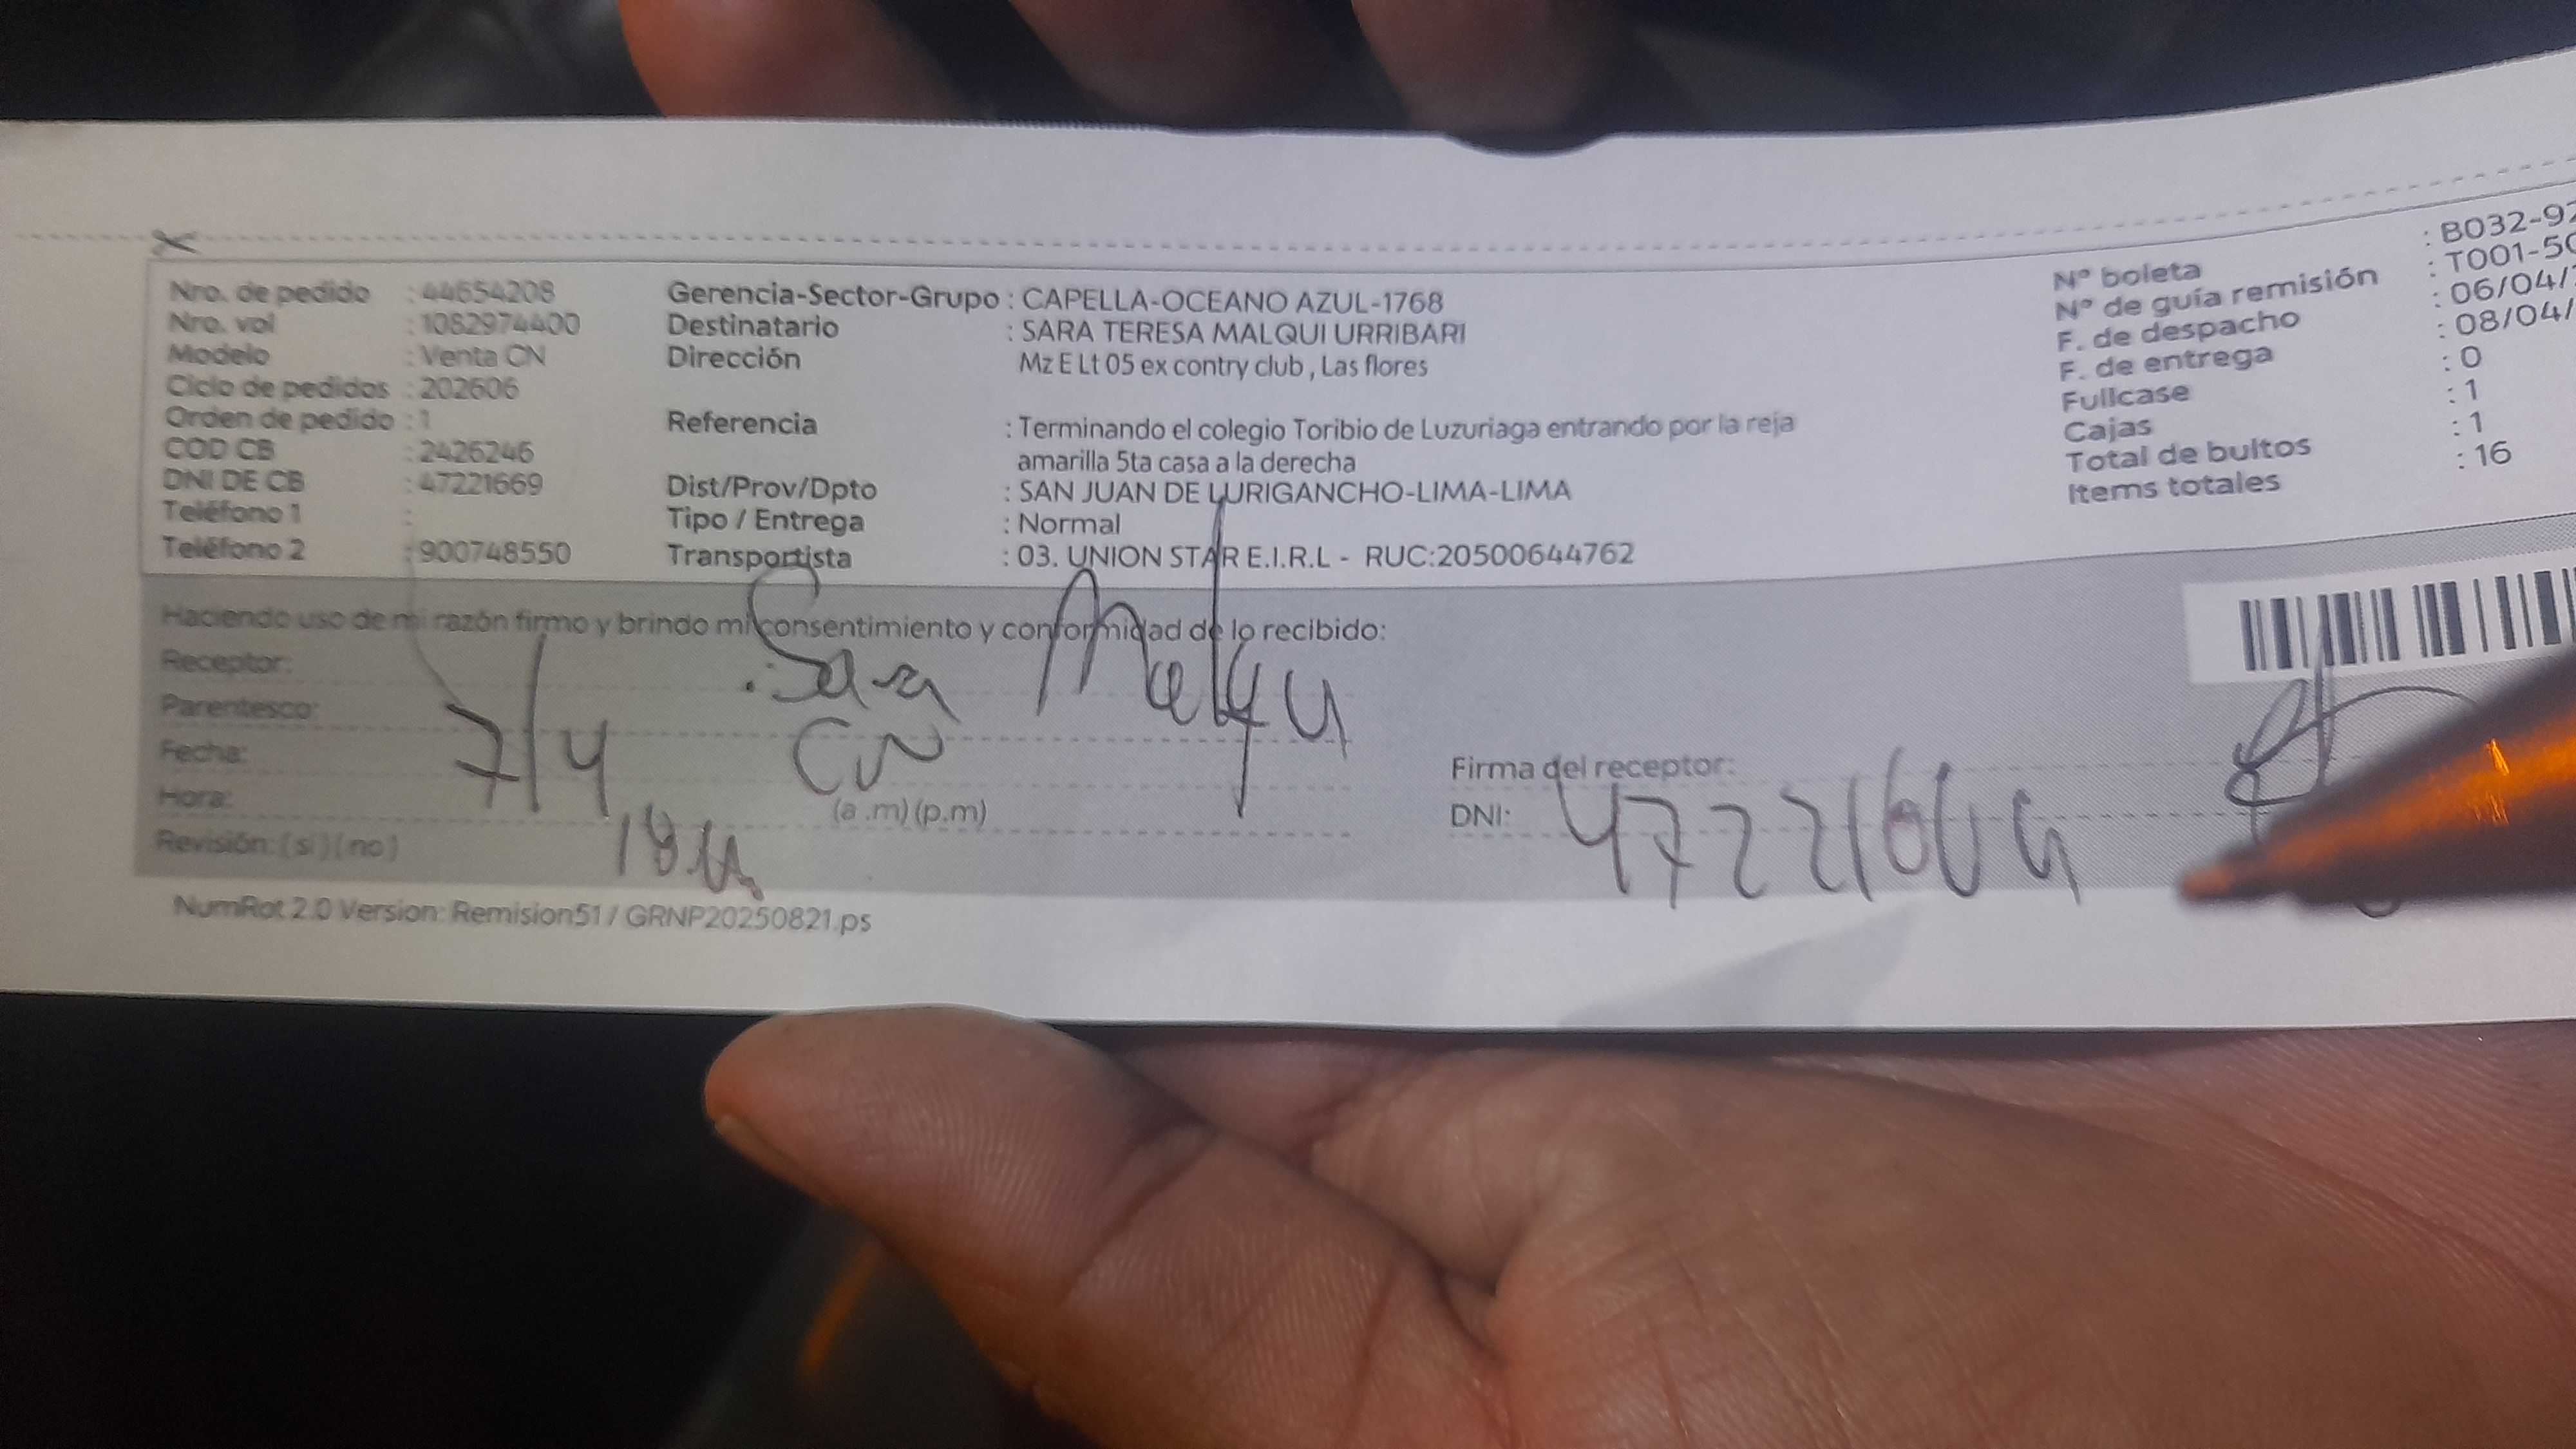 Nro. de pedido : 44654208
Nro. vol : 1082974400
Modelo : Venta CN
Ciclo de pedidos : 202606
Orden de pedido : 1
COD CB : 2426246
DNI DE CB : 47221669
Teléfono 1 :
Teléfono 2 : 900748550
Gerencia-Sector-Grupo : CAPELLA-OCEANO AZUL-1768
Destinatario : SARA TERESA MALQUI URRIBARI
Dirección Mz E Lt 05 ex contry club , Las flores
Referencia : Terminando el colegio Toribio de Luzuriaga entrando por la reja
amarilla 5ta casa a la derecha
Dist/Prov/Dpto : SAN JUAN DE LURIGANCHO-LIMA-LIMA
Tipo / Entrega : Normal
Transportista : 03. UNION STAR E.I.R.L - RUC:20500644762
N° boleta : B032-92
N° de guía remisión : T001-50
F. de despacho : 06/04/
F. de entrega : 08/04/
Fullcase : 0
Cajas : 1
Total de bultos : 1
Items totales : 16
Haciendo uso de mi razón firmo y brindo mi consentimiento y conformidad de lo recibido:
Receptor: Sara Malqui
Parentesco: CN
Fecha: 7/4
Hora: (a .m) (p.m)
Revisión: ( si ) ( no )
Firma del receptor:
DNI: 47221669
NumRot 2.0 Version: Remision51 / GRNP20250821.ps